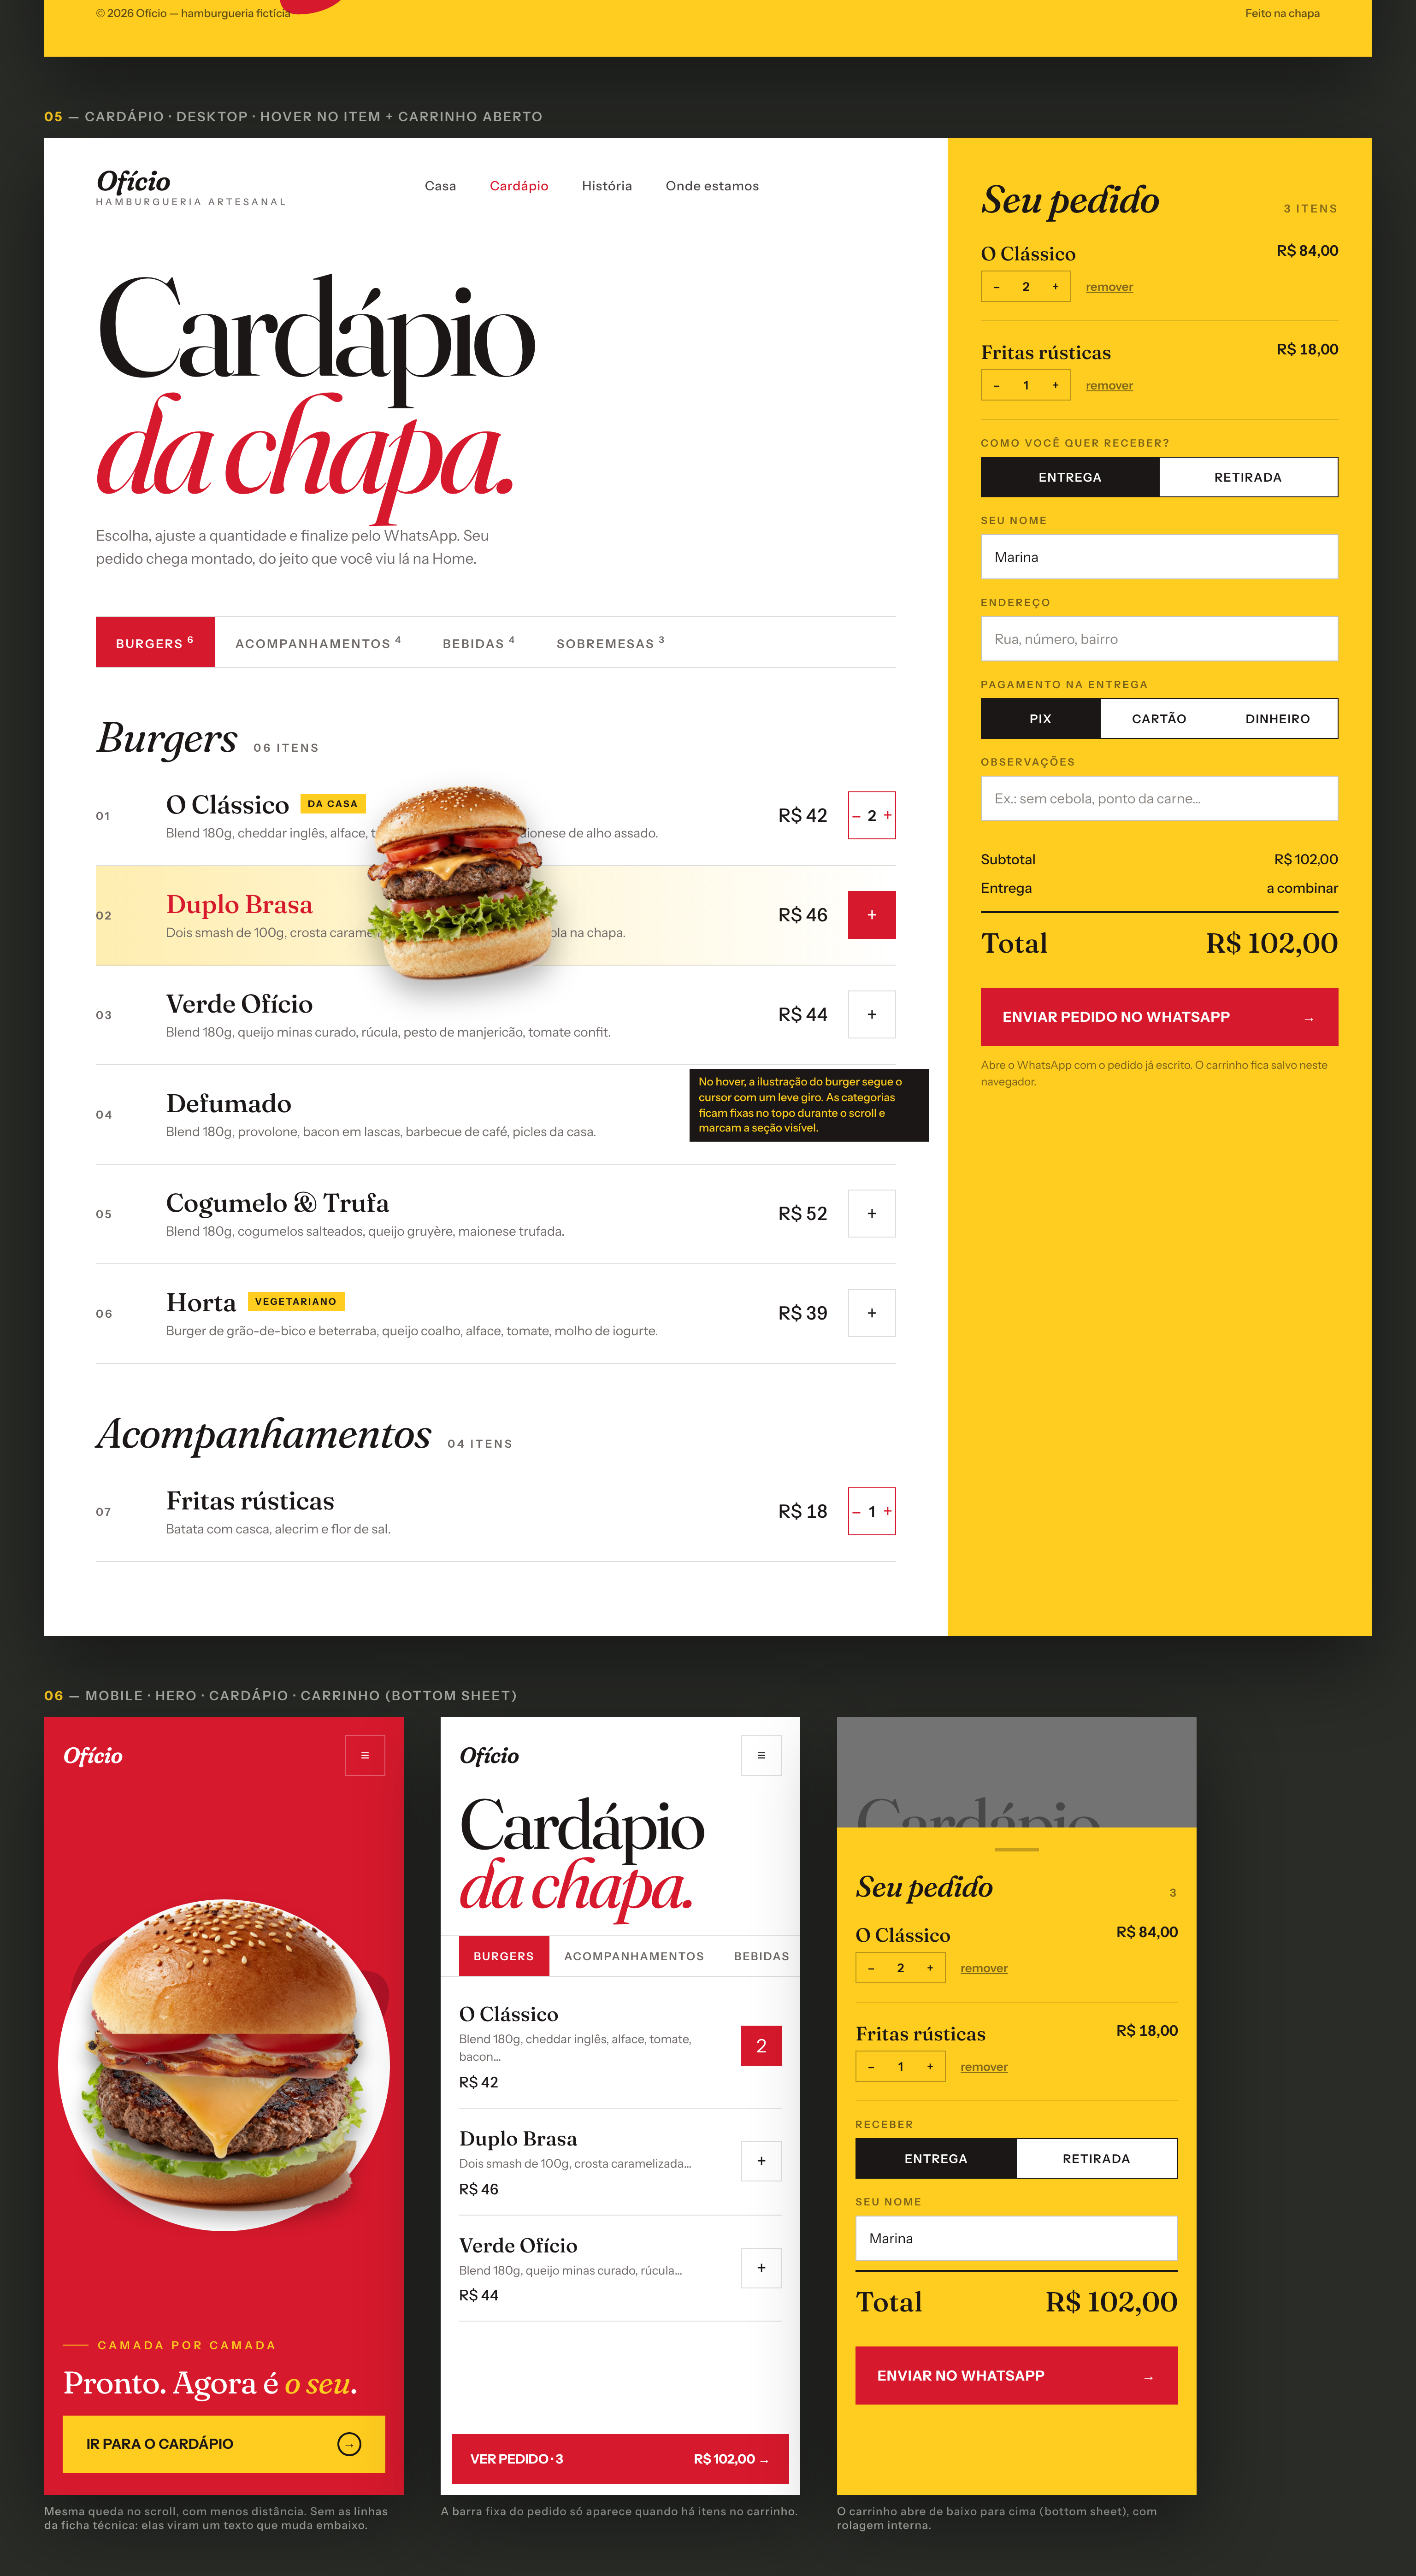 © 2026 Ofício — hamburgueria fictícia
Feito na chapa
05 — CARDÁPIO · DESKTOP · HOVER NO ITEM + CARRINHO ABERTO
Ofício
HAMBURGUERIA ARTESANAL
Casa
Cardápio
História
Onde estamos
Cardápio
da chapa.
Escolha, ajuste a quantidade e finalize pelo WhatsApp. Seu
pedido chega montado, do jeito que você viu lá na Home.
BURGERS 6
ACOMPANHAMENTOS 4
BEBIDAS 4
SOBREMESAS 3
Burgers 06 ITENS
01
O Clássico DA CASA
Blend 180g, cheddar inglês, alface, aionese de alho assado.
R$ 42
– 2 +
02
Duplo Brasa
Dois smash de 100g, crosta carame na chapa.
R$ 46
+
03
Verde Ofício
Blend 180g, queijo minas curado, rúcula, pesto de manjericão, tomate confit.
R$ 44
+
04
Defumado
Blend 180g, provolone, bacon em lascas, barbecue de café, picles da casa.
No hover, a ilustração do burger segue o
cursor com um leve giro. As categorias
ficam fixas no topo durante o scroll e
marcam a seção visível.
05
Cogumelo & Trufa
Blend 180g, cogumelos salteados, queijo gruyère, maionese trufada.
R$ 52
+
06
Horta VEGETARIANO
Burger de grão-de-bico e beterraba, queijo coalho, alface, tomate, molho de iogurte.
R$ 39
+
Acompanhamentos 04 ITENS
07
Fritas rústicas
Batata com casca, alecrim e flor de sal.
R$ 18
– 1 +
Seu pedido
3 ITENS
O Clássico
R$ 84,00
– 2 + remover
Fritas rústicas
R$ 18,00
– 1 + remover
COMO VOCÊ QUER RECEBER?
ENTREGA
RETIRADA
SEU NOME
Marina
ENDEREÇO
Rua, número, bairro
PAGAMENTO NA ENTREGA
PIX
CARTÃO
DINHEIRO
OBSERVAÇÕES
Ex.: sem cebola, ponto da carne...
Subtotal R$ 102,00
Entrega a combinar
Total R$ 102,00
ENVIAR PEDIDO NO WHATSAPP →
Abre o WhatsApp com o pedido já escrito. O carrinho fica salvo neste
navegador.
06 — MOBILE · HERO · CARDÁPIO · CARRINHO (BOTTOM SHEET)
Ofício
≡
CAMADA POR CAMADA
Pronto. Agora é o seu.
IR PARA O CARDÁPIO →
Mesma queda no scroll, com menos distância. Sem as linhas
da ficha técnica: elas viram um texto que muda embaixo.
Ofício
≡
Cardápio
da chapa.
BURGERS
ACOMPANHAMENTOS
BEBIDAS
O Clássico
Blend 180g, cheddar inglês, alface, tomate,
bacon...
R$ 42
2
Duplo Brasa
Dois smash de 100g, crosta caramelizada...
R$ 46
+
Verde Ofício
Blend 180g, queijo minas curado, rúcula...
R$ 44
+
VER PEDIDO · 3 R$ 102,00 →
A barra fixa do pedido só aparece quando há itens no carrinho.
Cardápio
Seu pedido
3
O Clássico
R$ 84,00
– 2 + remover
Fritas rústicas
R$ 18,00
– 1 + remover
RECEBER
ENTREGA
RETIRADA
SEU NOME
Marina
Total R$ 102,00
ENVIAR NO WHATSAPP →
O carrinho abre de baixo para cima (bottom sheet), com
rolagem interna.